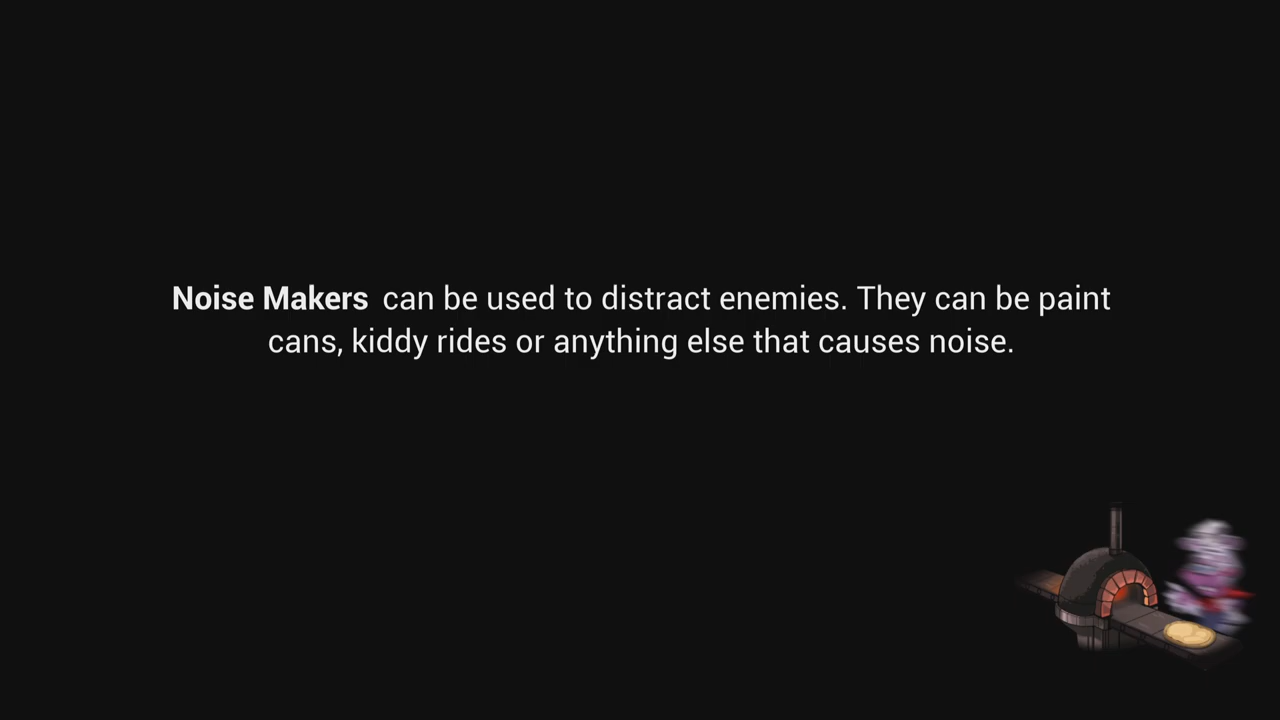 Noise Makers can be used to distract enemies. They can be paint
cans, kiddy rides or anything else that causes noise.